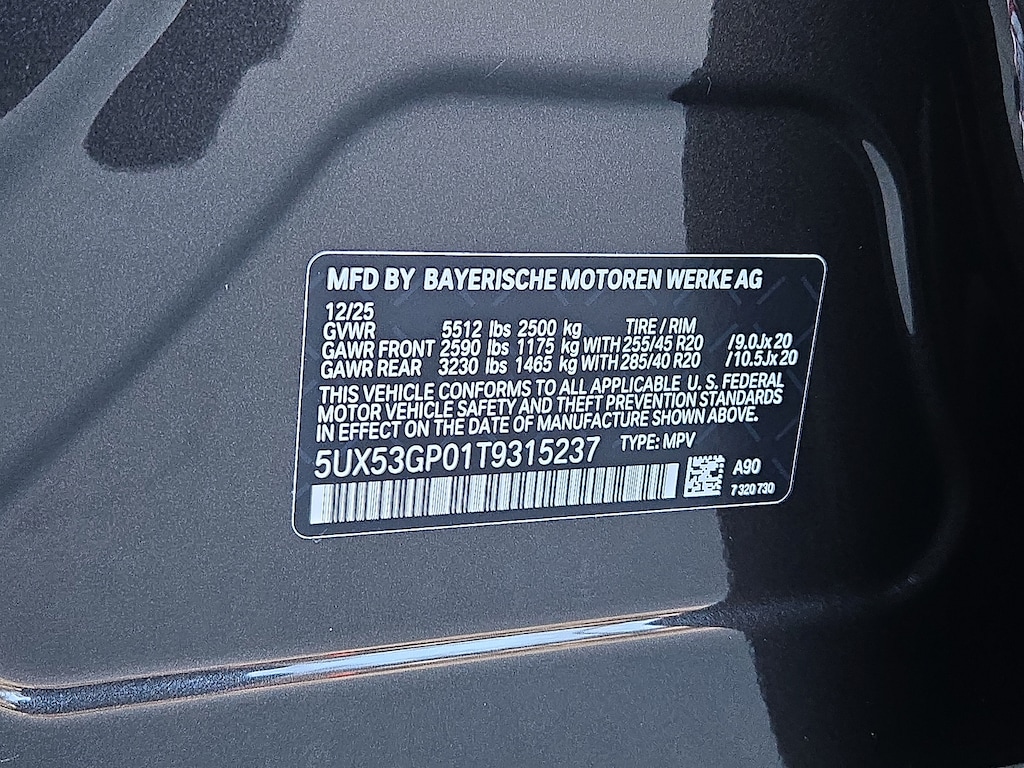 MFD BY BAYERISCHE MOTOREN WERKE AG
12/25
GVWR 5512 lbs 2500 kg TIRE / RIM
GAWR FRONT 2590 lbs 1175 kg WITH 255/45 R20 /9.0Jx20
GAWR REAR 3230 lbs 1465 kg WITH 285/40 R20 /10.5Jx20
THIS VEHICLE CONFORMS TO ALL APPLICABLE U.S. FEDERAL
MOTOR VEHICLE SAFETY AND THEFT PREVENTION STANDARDS
IN EFFECT ON THE DATE OF MANUFACTURE SHOWN ABOVE.
5UX53GP01T9315237 TYPE: MPV
A90
7320730